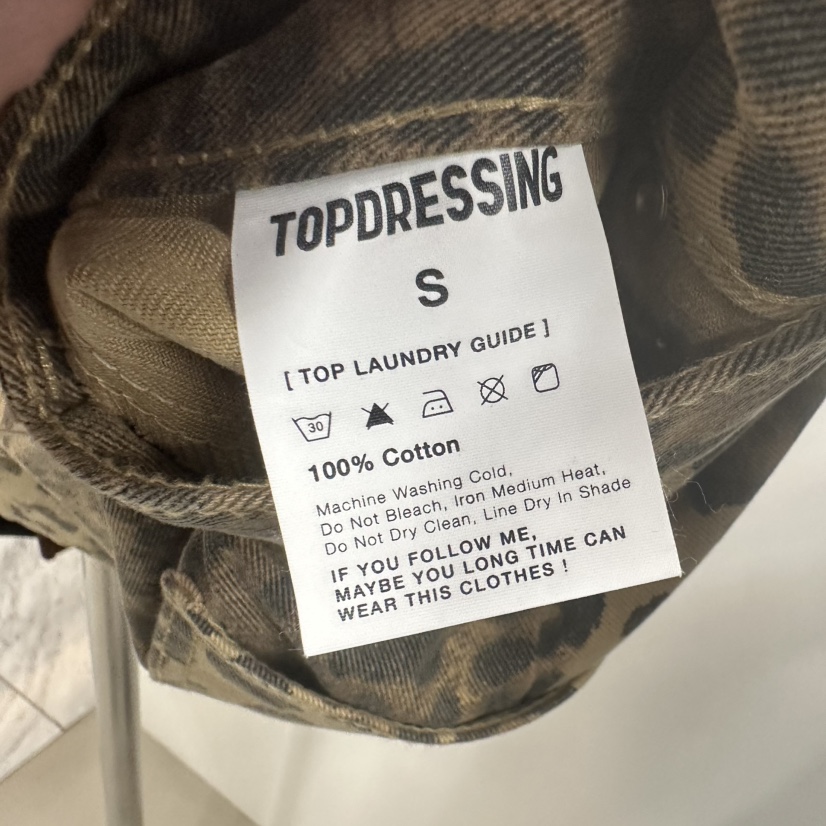 TOPDRESSING
S
[ TOP LAUNDRY GUIDE ]
30
100% Cotton
Machine Washing Cold,
Do Not Bleach, Iron Medium Heat,
Do Not Dry Clean, Line Dry In Shade
IF YOU FOLLOW ME,
MAYBE YOU LONG TIME CAN
WEAR THIS CLOTHES !